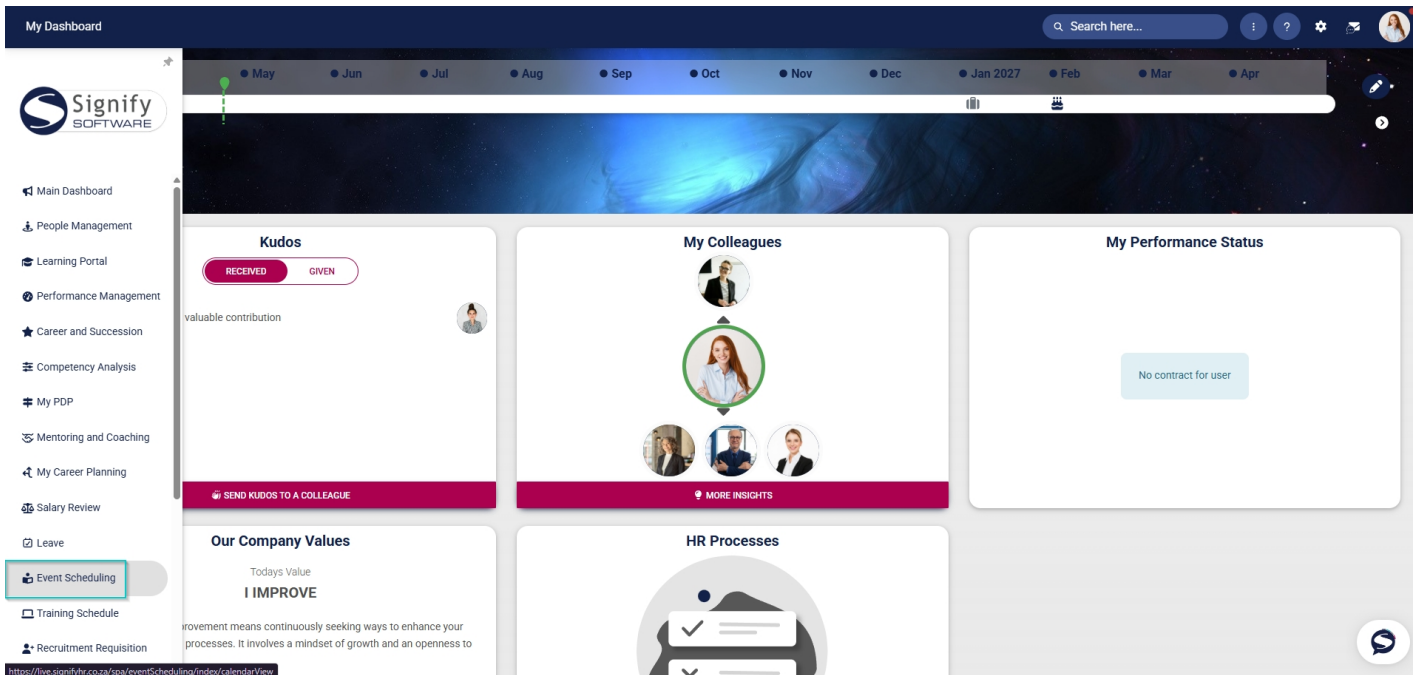 My Dashboard
Search here...
Signify
SOFTWARE
May
Jun
Jul
Aug
Sep
Oct
Nov
Dec
Jan 2027
Feb
Mar
Apr
Main Dashboard
People Management
Learning Portal
Performance Management
Career and Succession
Competency Analysis
My PDP
Mentoring and Coaching
My Career Planning
Salary Review
Leave
Event Scheduling
Training Schedule
Recruitment Requisition
https://live.signifyhr.co.za/spa/eventScheduling/index/calendarView
Kudos
RECEIVED
GIVEN
valuable contribution
SEND KUDOS TO A COLLEAGUE
My Colleagues
MORE INSIGHTS
My Performance Status
No contract for user
Our Company Values
Todays Value
I IMPROVE
provement means continuously seeking ways to enhance your
processes. It involves a mindset of growth and an openness to
HR Processes